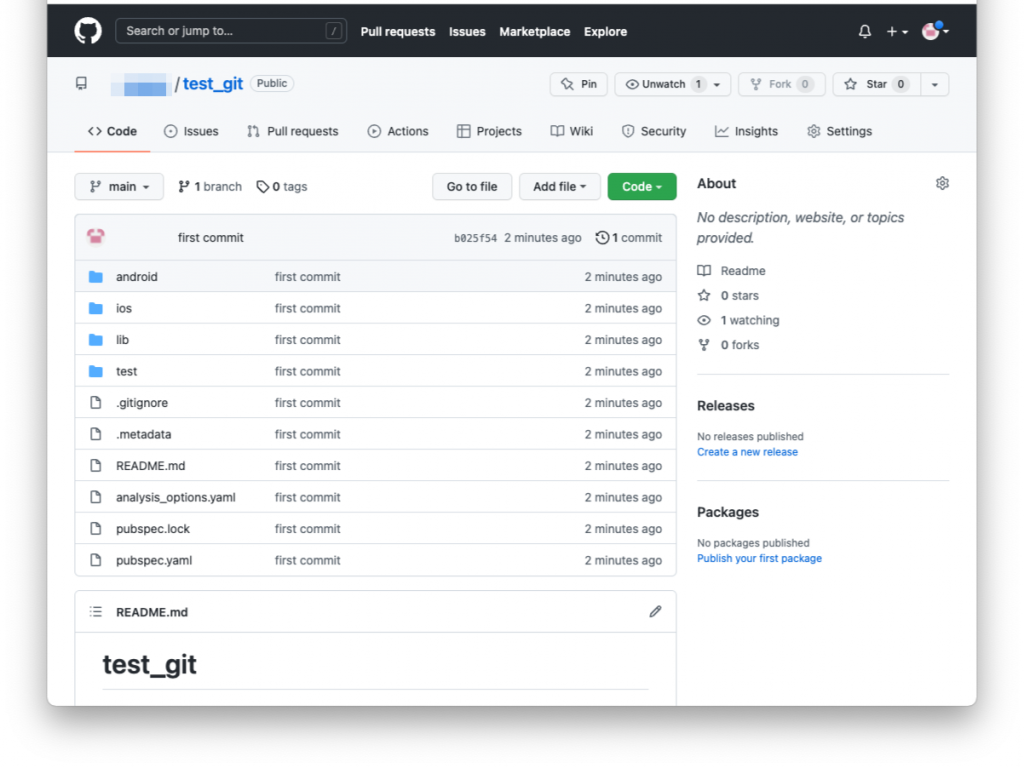 Search or jump to... / Pull requests Issues Marketplace Explore
/ test_git Public Pin Unwatch 1 Fork 0 Star 0
Code Issues Pull requests Actions Projects Wiki Security Insights Settings
main 1 branch 0 tags Go to file Add file Code
first commit b025f54 2 minutes ago 1 commit
android first commit 2 minutes ago
ios first commit 2 minutes ago
lib first commit 2 minutes ago
test first commit 2 minutes ago
.gitignore first commit 2 minutes ago
.metadata first commit 2 minutes ago
README.md first commit 2 minutes ago
analysis_options.yaml first commit 2 minutes ago
pubspec.lock first commit 2 minutes ago
pubspec.yaml first commit 2 minutes ago
README.md
test_git
About
No description, website, or topics
provided.
Readme
0 stars
1 watching
0 forks
Releases
No releases published
Create a new release
Packages
No packages published
Publish your first package